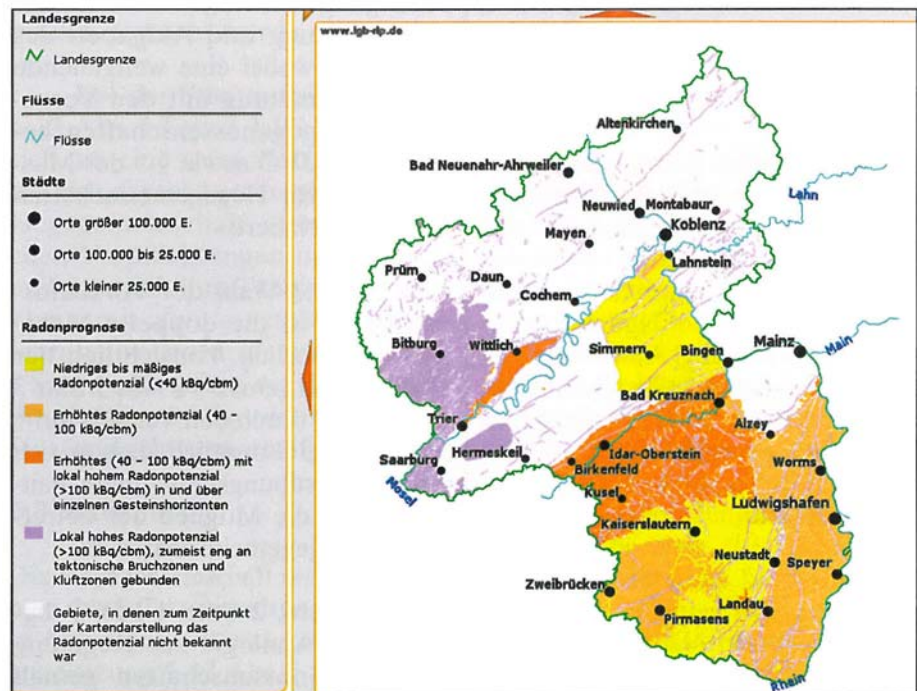 Landesgrenze
Landesgrenze
Flüsse
Flüsse
Städte
Orte größer 100.000 E.
Orte 100.000 bis 25.000 E.
Orte kleiner 25.000 E.
Radonprognose
Niedriges bis mäßiges
Radonpotenzial (<40 kBq/cbm)
Erhöhtes Radonpotenzial (40 –
100 kBq/cbm)
Erhöhtes (40 – 100 kBq/cbm) mit
lokal hohem Radonpotenzial
(>100 kBq/cbm) in und über
einzelnen Gesteinshorizonten
Lokal hohes Radonpotenzial
(>100 kBq/cbm), zumeist eng an
tektonische Bruchzonen und
Kluftzonen gebunden
Gebiete, in denen zum Zeitpunkt
der Kartendarstellung das
Radonpotenzial nicht bekannt
war
www.lgb-rlp.de
Altenkirchen
Bad Neuenahr-Ahrweiler
Neuwied
Montabaur
Lahn
Koblenz
Mayen
Lahnstein
Prüm
Daun
Cochem
Bitburg
Wittlich
Simmern
Bingen
Mainz
Main
Bad Kreuznach
Trier
Alzey
Saarburg
Hermeskeil
Idar-Oberstein
Birkenfeld
Worms
Mosel
Kusel
Ludwigshafen
Kaiserslautern
Neustadt
Speyer
Zweibrücken
Landau
Pirmasens
Rhein